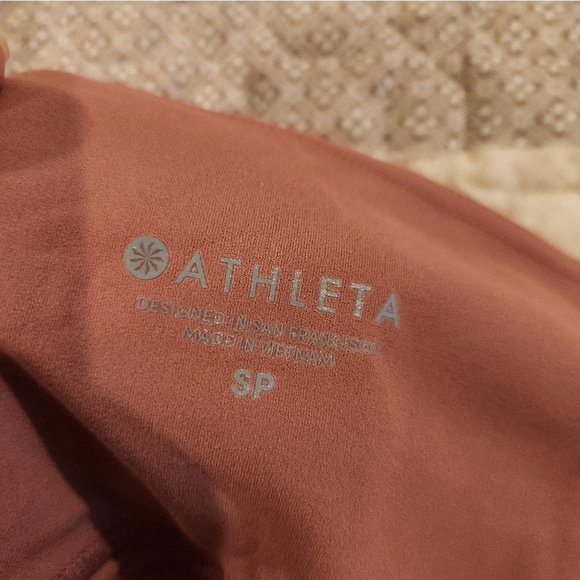 ATHLETA
DESIGNED IN SAN FRANCISCO
MADE IN VIETNAM
SP